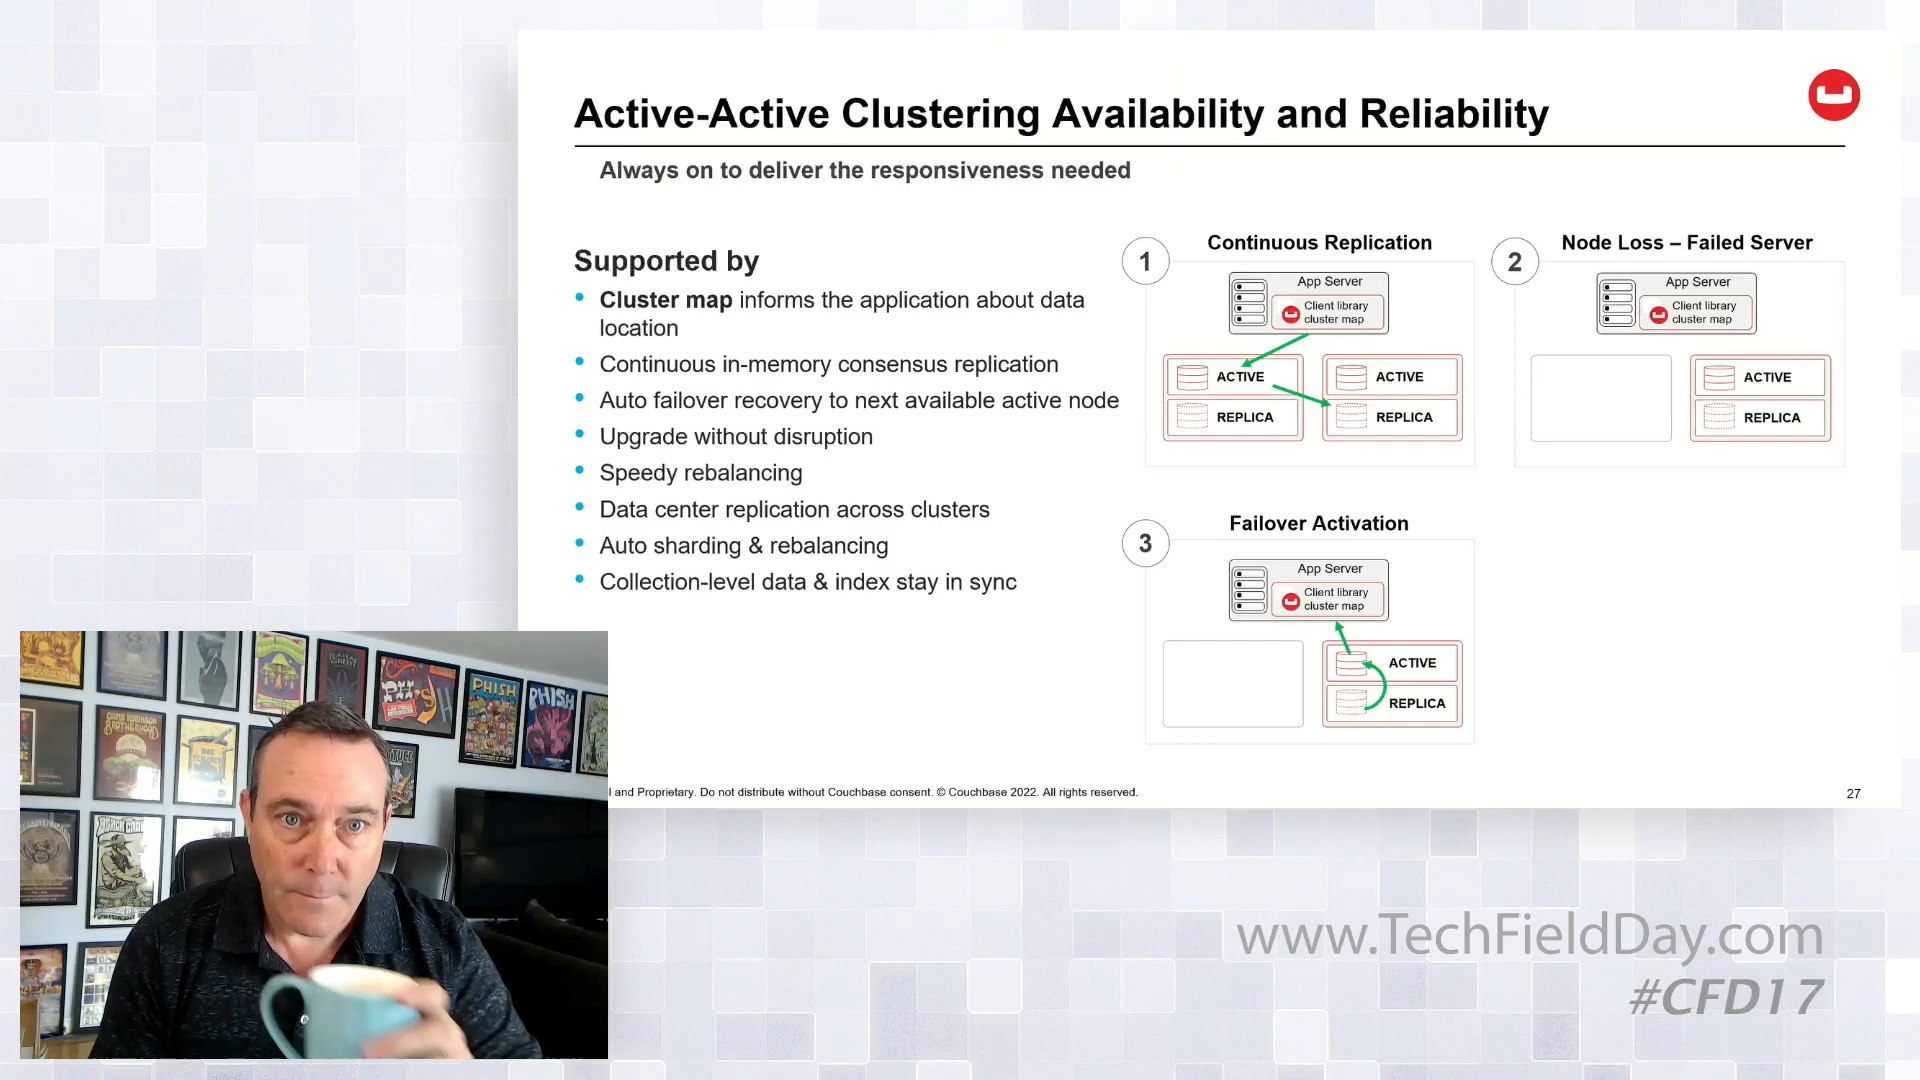 Active-Active Clustering Availability and Reliability
Always on to deliver the responsiveness needed
Supported by
Cluster map informs the application about data
location
Continuous in-memory consensus replication
Auto failover recovery to next available active node
Upgrade without disruption
Speedy rebalancing
Data center replication across clusters
Auto sharding & rebalancing
Collection-level data & index stay in sync
1
Continuous Replication
App Server
Client library
cluster map
ACTIVE
REPLICA
ACTIVE
REPLICA
2
Node Loss – Failed Server
App Server
Client library
cluster map
ACTIVE
REPLICA
3
Failover Activation
App Server
Client library
cluster map
ACTIVE
REPLICA
and Proprietary. Do not distribute without Couchbase consent. © Couchbase 2022. All rights reserved.
27
PHISH
PHISH
CHRIS ROBINSON
BROTHERHOOD
www.TechFieldDay.com
#CFD17